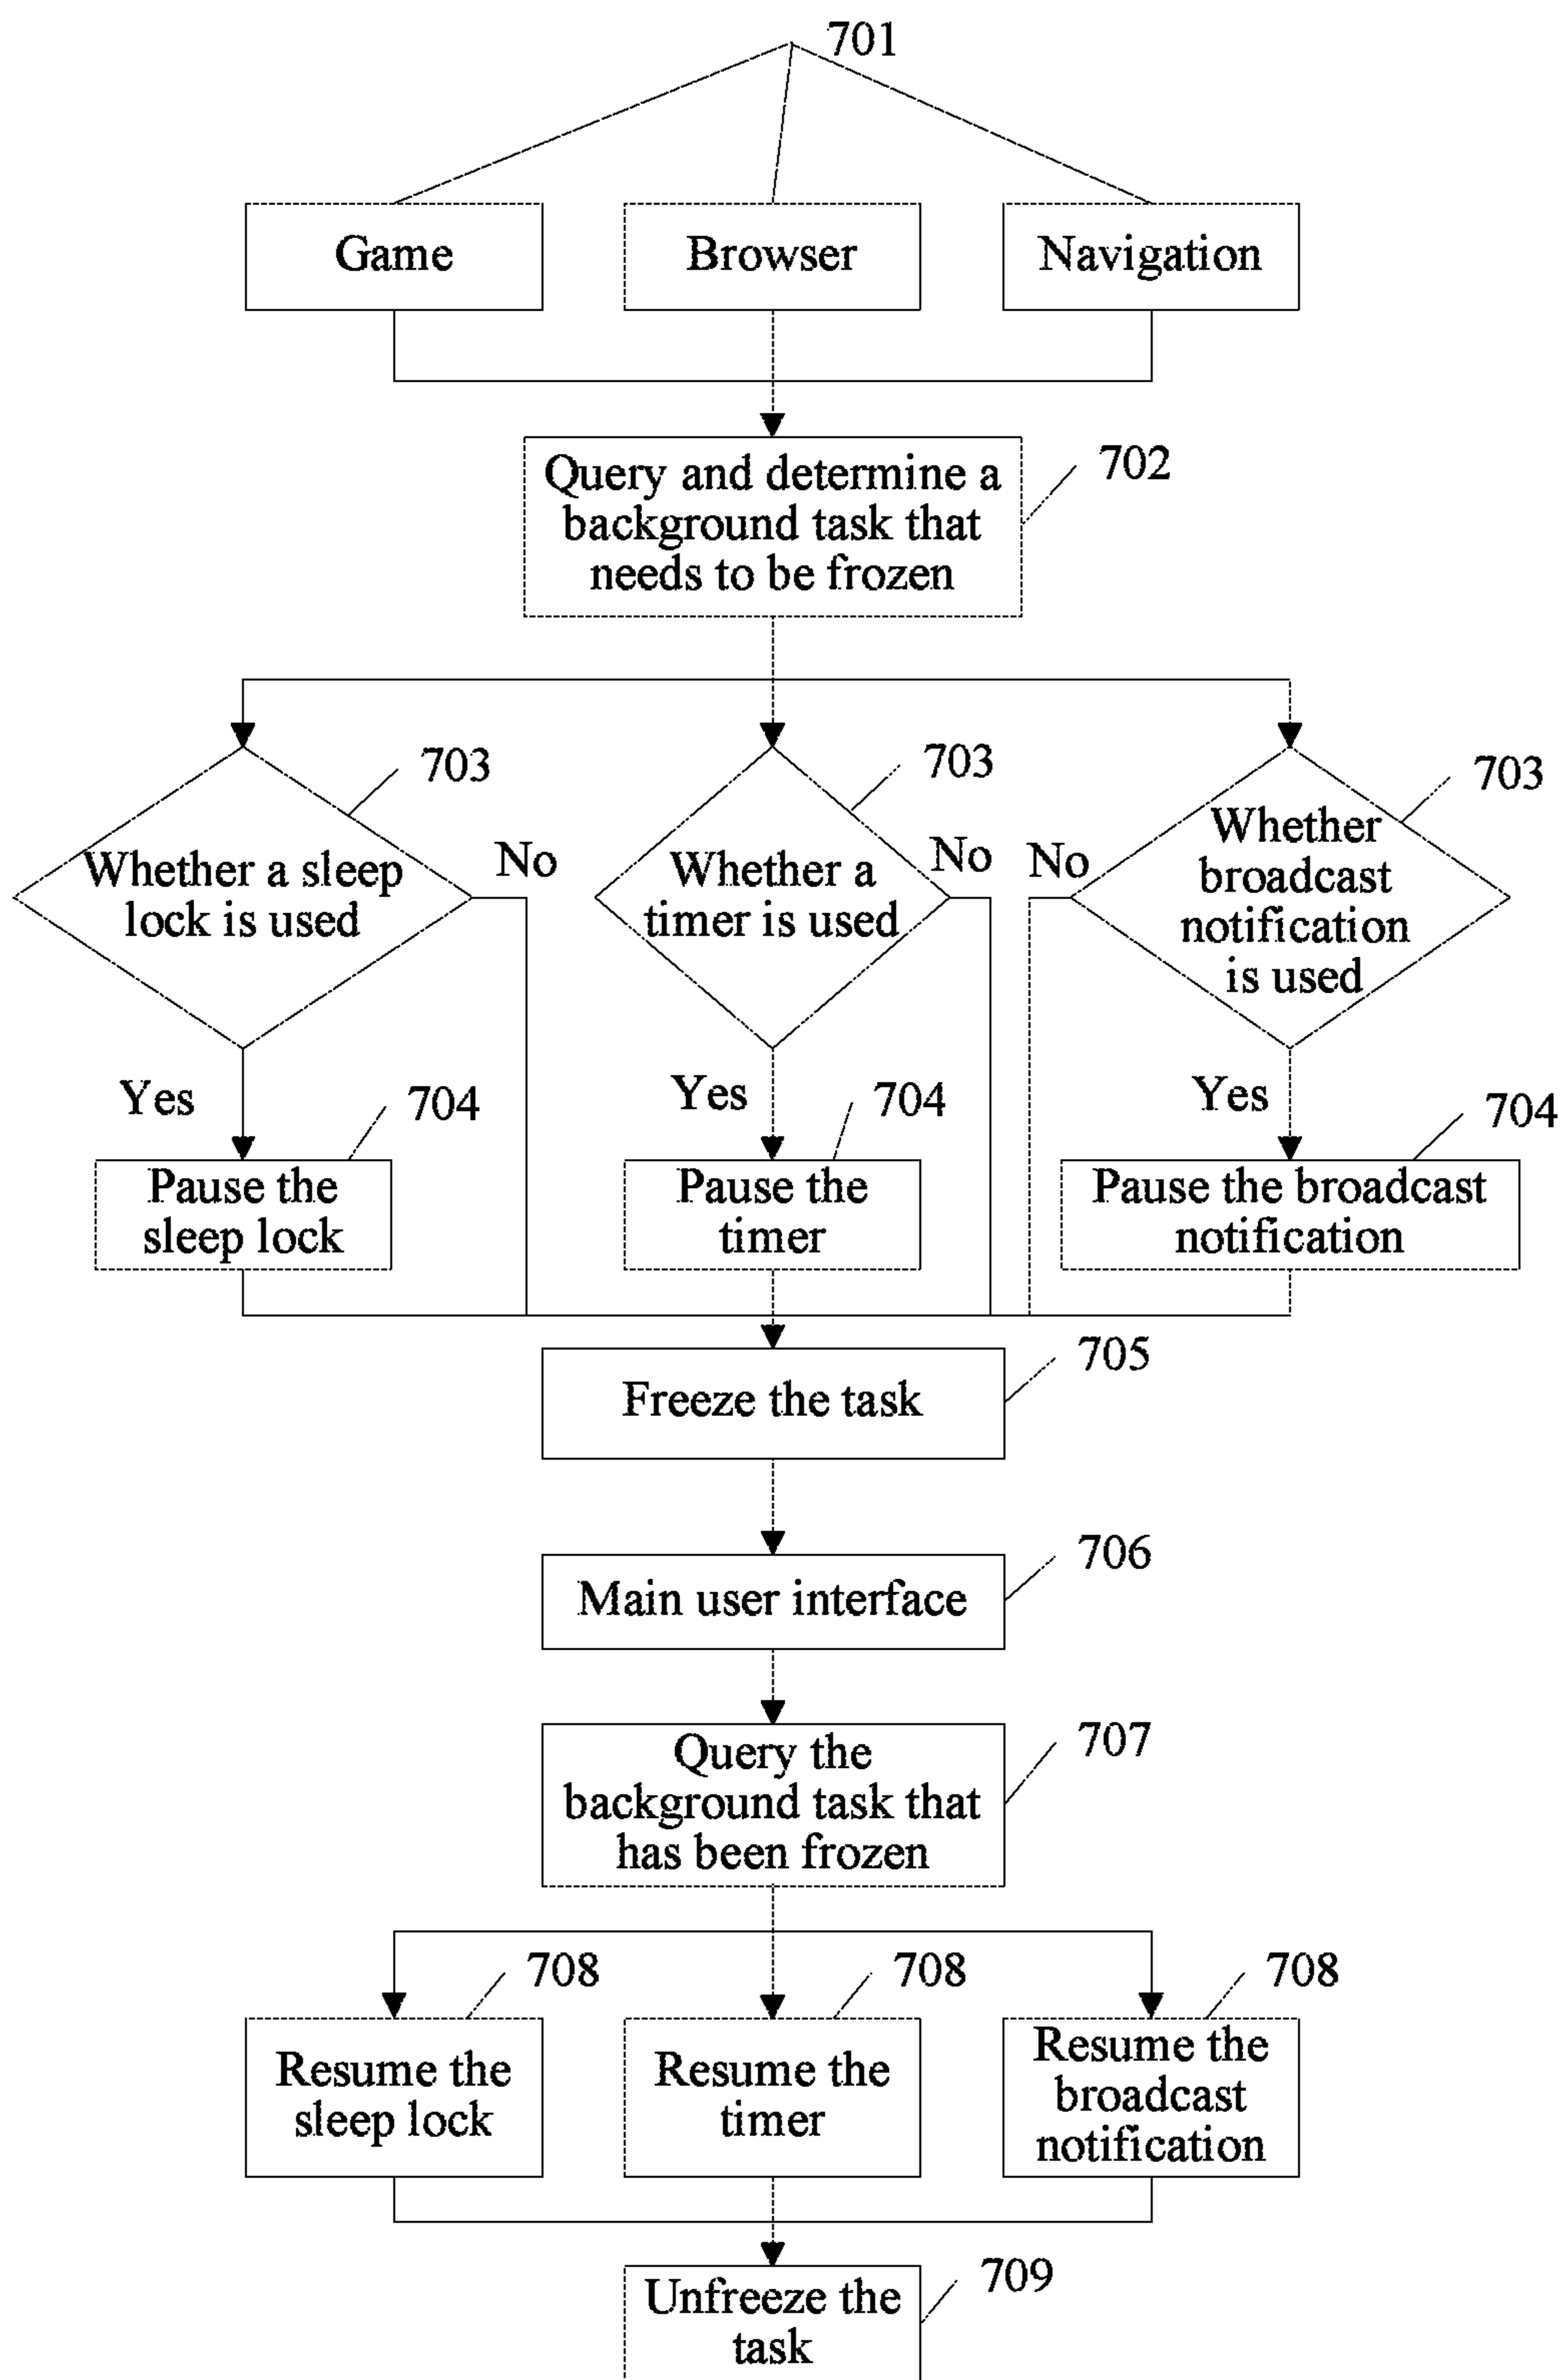 701
Game
Browser
Navigation
Query and determine a
background task that
needs to be frozen
702
703
703
703
Whether a sleep
lock is used
No
Whether a
timer is used
No
No
Whether
broadcast
notification
is used
Yes
704
Yes
704
Yes
704
Pause the
sleep lock
Pause the
timer
Pause the broadcast
notification
705
Freeze the task
706
Main user interface
707
Query the
background task that
has been frozen
708
708
708
Resume the
sleep lock
Resume the
timer
Resume the
broadcast
notification
709
Unfreeze the
task